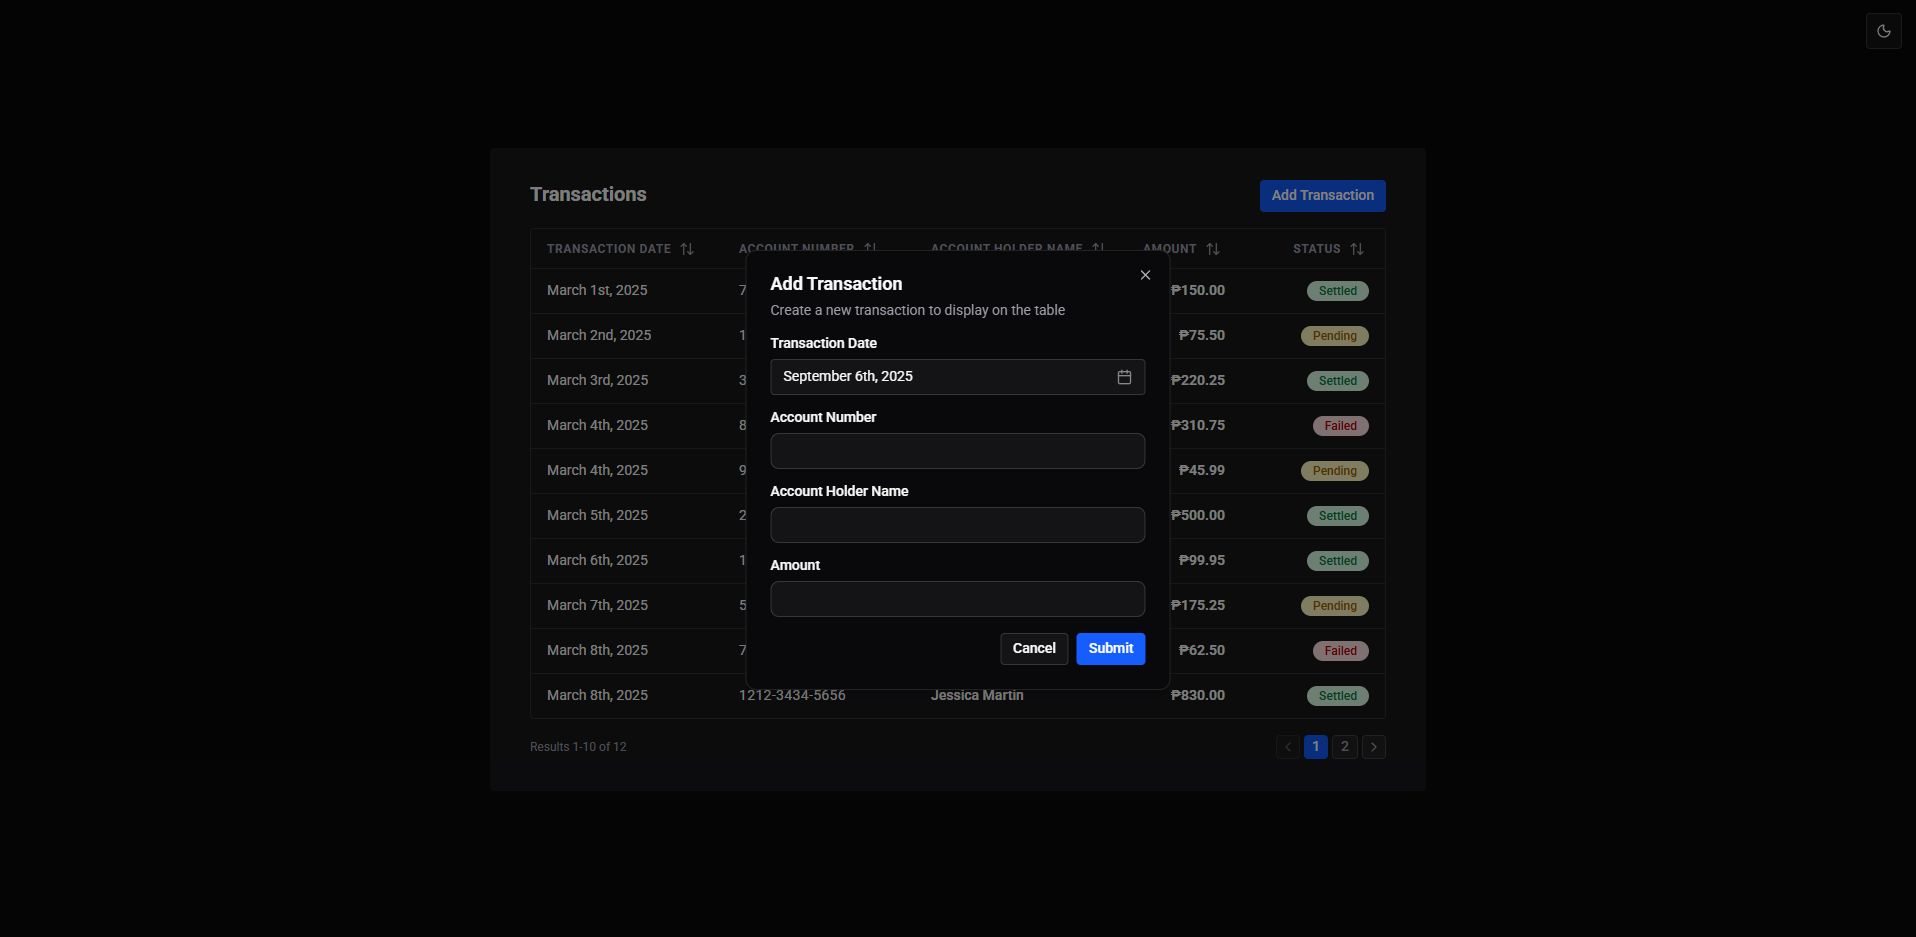 Transactions
Add Transaction
TRANSACTION DATE ACCOUNT NUMBER ACCOUNT HOLDER NAME AMOUNT STATUS
March 1st, 2025 7 ₱150.00 Settled
March 2nd, 2025 1 ₱75.50 Pending
March 3rd, 2025 3 ₱220.25 Settled
March 4th, 2025 8 ₱310.75 Failed
March 4th, 2025 9 ₱45.99 Pending
March 5th, 2025 2 ₱500.00 Settled
March 6th, 2025 1 ₱99.95 Settled
March 7th, 2025 5 ₱175.25 Pending
March 8th, 2025 7 ₱62.50 Failed
March 8th, 2025 1212-3434-5656 Jessica Martin ₱830.00 Settled
Results 1-10 of 12
1 2
Add Transaction
Create a new transaction to display on the table
Transaction Date
September 6th, 2025
Account Number
Account Holder Name
Amount
Cancel Submit